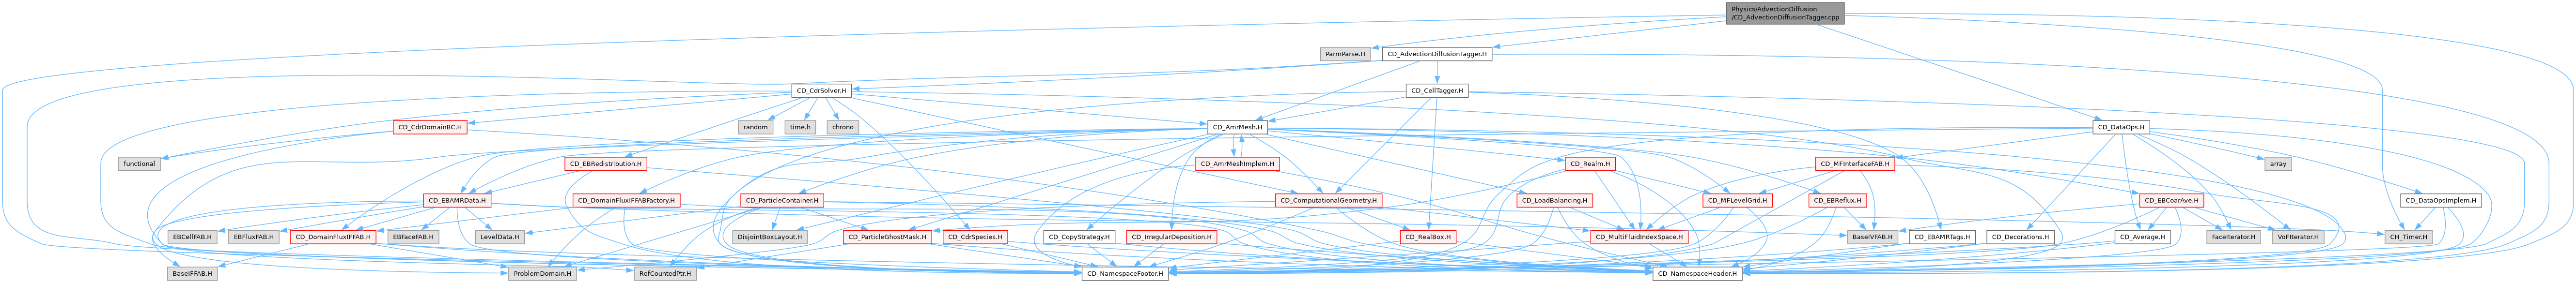 Physics/AdvectionDiffusion
/CD_AdvectionDiffusionTagger.cpp
ParmParse.H
CD_AdvectionDiffusionTagger.H
CD_CdrSolver.H
CD_CellTagger.H
CD_CdrDomainBC.H
random
time.h
chrono
CD_AmrMesh.H
CD_DataOps.H
functional
CD_EBRedistribution.H
CD_AmrMeshImplem.H
CD_Realm.H
CD_MFInterfaceFAB.H
array
CD_EBAMRData.H
CD_DomainFluxIFFABFactory.H
CD_ParticleContainer.H
CD_ComputationalGeometry.H
CD_LoadBalancing.H
CD_MFLevelGrid.H
CD_EBReflux.H
CD_EBCoarAve.H
CD_DataOpsImplem.H
EBCellFAB.H
EBFluxFAB.H
CD_DomainFluxIFFAB.H
EBFaceFAB.H
LevelData.H
DisjointBoxLayout.H
CD_ParticleGhostMask.H
CD_CdrSpecies.H
CD_CopyStrategy.H
CD_IrregularDeposition.H
CD_RealBox.H
CD_MultiFluidIndexSpace.H
BaseIVFAB.H
CD_EBAMRTags.H
CD_Decorations.H
CD_Average.H
FaceIterator.H
VoFIterator.H
CH_Timer.H
BaseIFFAB.H
ProblemDomain.H
RefCountedPtr.H
CD_NamespaceFooter.H
CD_NamespaceHeader.H